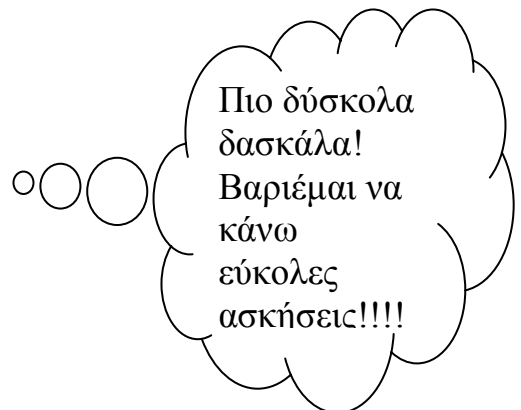 Πιο δύσκολα
δασκάλα!
Βαριέμαι να
κάνω
εύκολες
ασκήσεις!!!!